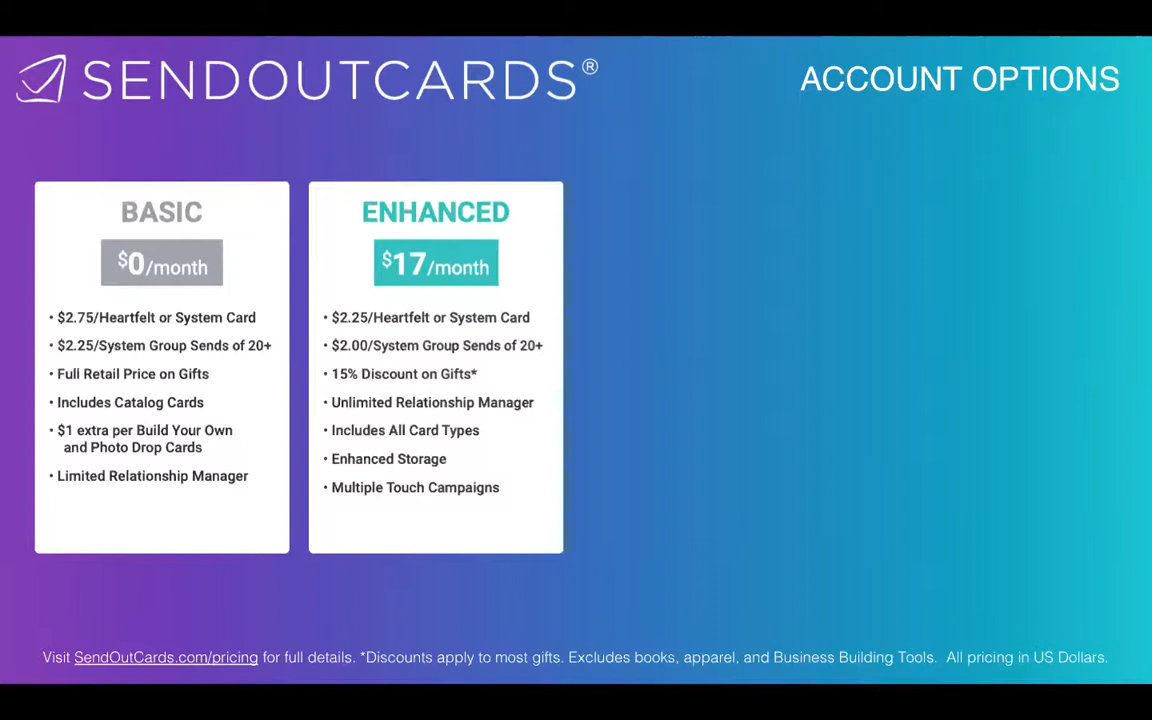 SENDOUTCARDS®
ACCOUNT OPTIONS
BASIC
$0/month
• $2.75/Heartfelt or System Card
• $2.25/System Group Sends of 20+
• Full Retail Price on Gifts
• Includes Catalog Cards
• $1 extra per Build Your Own
and Photo Drop Cards
• Limited Relationship Manager
ENHANCED
$17/month
• $2.25/Heartfelt or System Card
• $2.00/System Group Sends of 20+
• 15% Discount on Gifts*
• Unlimited Relationship Manager
• Includes All Card Types
• Enhanced Storage
• Multiple Touch Campaigns
Visit SendOutCards.com/pricing for full details. *Discounts apply to most gifts. Excludes books, apparel, and Business Building Tools. All pricing in US Dollars.